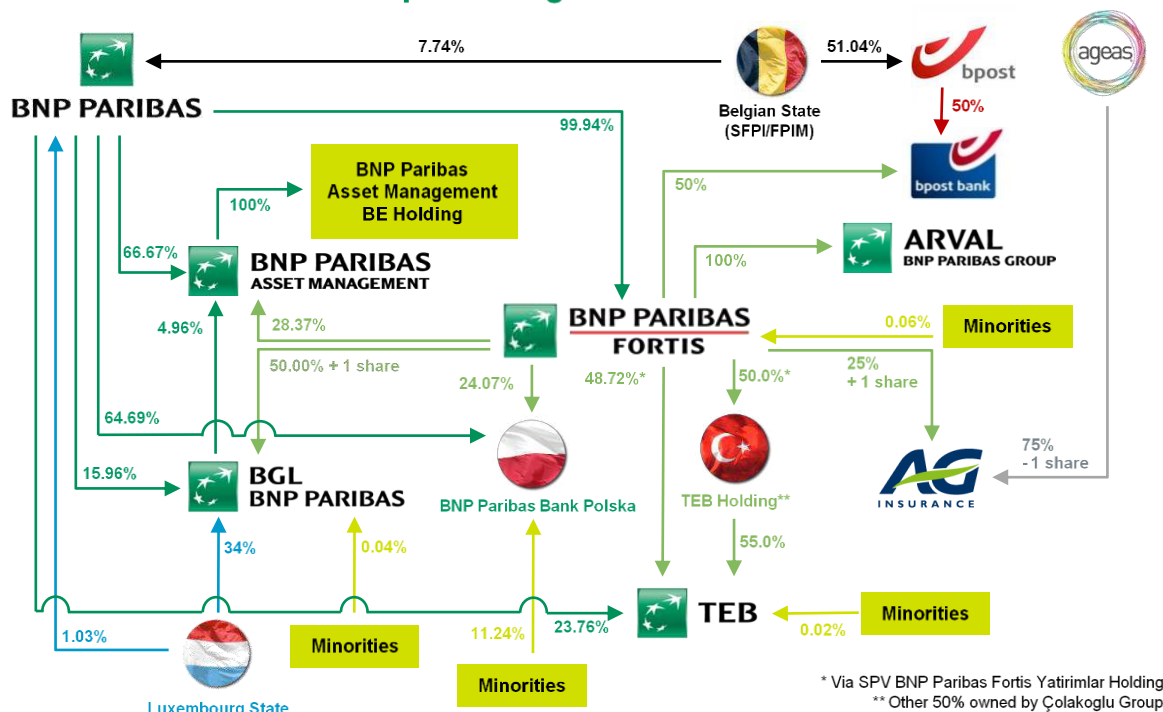 7.74%
51.04%
ageas
bpost
BNP PARIBAS
Belgian State
(SFPI/FPIM)
50%
99.94%
BNP Paribas
Asset Management
BE Holding
100%
50%
bpost bank
66.67%
BNP PARIBAS
ASSET MANAGEMENT
ARVAL
BNP PARIBAS GROUP
100%
4.96%
28.37%
BNP PARIBAS
FORTIS
0.06%
Minorities
50.00% + 1 share
24.07%
48.72%*
50.0%*
25%
+ 1 share
64.69%
75%
- 1 share
15.96%
BGL
BNP PARIBAS
AG
INSURANCE
BNP Paribas Bank Polska
TEB Holding**
34%
0.04%
55.0%
TEB
Minorities
0.02%
1.03%
Minorities
11.24%
23.76%
Minorities
Luxembourg State
* Via SPV BNP Paribas Fortis Yatirimlar Holding
** Other 50% owned by Çolakoglu Group